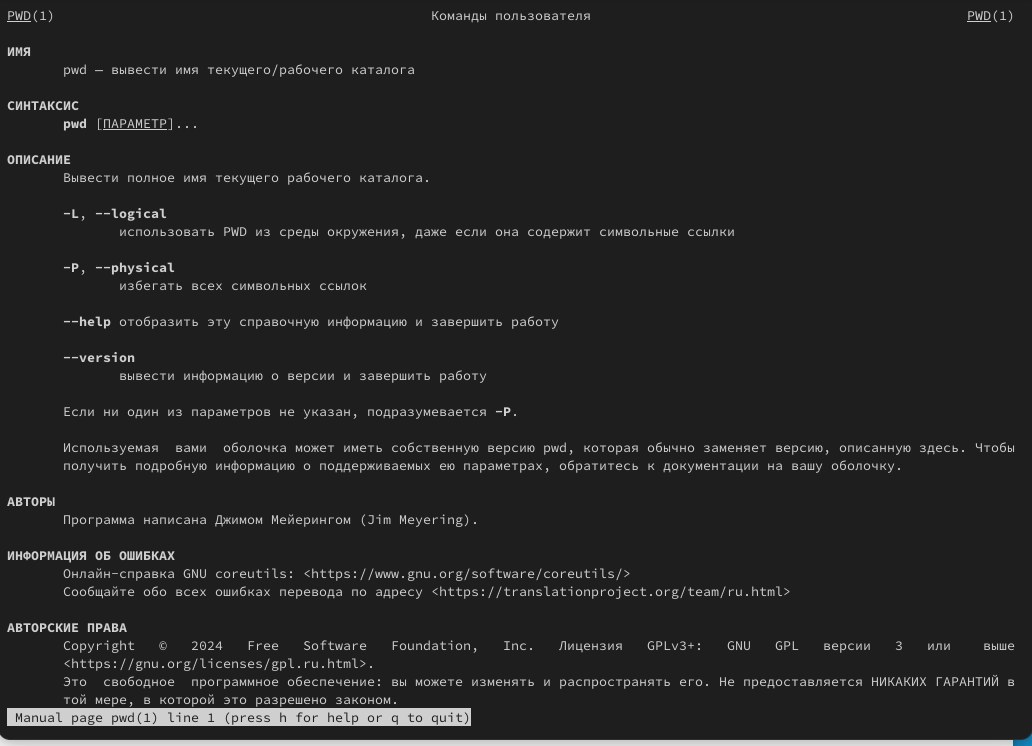 PWD(1) Команды пользователя PWD(1)
ИМЯ
pwd — вывести имя текущего/рабочего каталога
СИНТАКСИС
pwd [ПАРАМЕТР]...
ОПИСАНИЕ
Вывести полное имя текущего рабочего каталога.
-L, --logical
использовать PWD из среды окружения, даже если она содержит символьные ссылки
-P, --physical
избегать всех символьных ссылок
--help отобразить эту справочную информацию и завершить работу
--version
вывести информацию о версии и завершить работу
Если ни один из параметров не указан, подразумевается -P.
Используемая вами оболочка может иметь собственную версию pwd, которая обычно заменяет версию, описанную здесь. Чтобы
получить подробную информацию о поддерживаемых ею параметрах, обратитесь к документации на вашу оболочку.
АВТОРЫ
Программа написана Джимом Мейерингом (Jim Meyering).
ИНФОРМАЦИЯ ОБ ОШИБКАХ
Онлайн-справка GNU coreutils: <https://www.gnu.org/software/coreutils/>
Сообщайте обо всех ошибках перевода по адресу <https://translationproject.org/team/ru.html>
АВТОРСКИЕ ПРАВА
Copyright © 2024 Free Software Foundation, Inc. Лицензия GPLv3+: GNU GPL версии 3 или выше
<https://gnu.org/licenses/gpl.ru.html>.
Это свободное программное обеспечение: вы можете изменять и распространять его. Не предоставляется НИКАКИХ ГАРАНТИЙ в
той мере, в которой это разрешено законом.
Manual page pwd(1) line 1 (press h for help or q to quit)